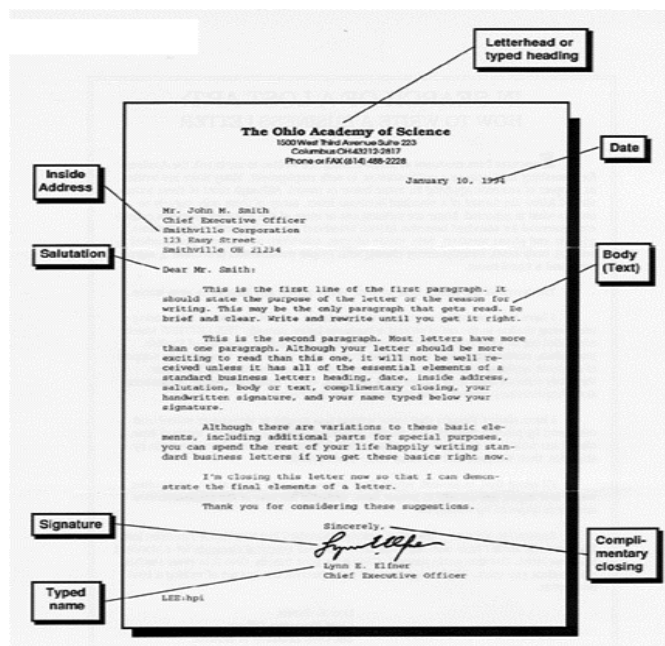 Letterhead or
typed heading
The Ohio Academy of Science
1500 West Third Avenue Suite 223
Columbus OH 43212-2817
Phone or FAX (614) 488-2228
Date
January 10, 1994
Inside
Address
Mr. John M. Smith
Chief Executive Officer
Smithville Corporation
123 Easy Street
Smithville OH 21234
Salutation
Dear Mr. Smith:
Body
(Text)
This is the first line of the first paragraph. It
should state the purpose of the letter or the reason for
writing. This may be the only paragraph that gets read. Be
brief and clear. Write and rewrite until you get it right.
This is the second paragraph. Most letters have more
than one paragraph. Although your letter should be more
exciting to read than this one, it will not be well re-
ceived unless it has all of the essential elements of a
standard business letter: heading, date, inside address,
salutation, body or text, complimentary closing, your
handwritten signature, and your name typed below your
signature.
Although there are variations to these basic ele-
ments, including additional parts for special purposes,
you can spend the rest of your life happily writing stan-
dard business letters if you get these basics right now.
I'm closing this letter now so that I can demon-
strate the final elements of a letter.
Thank you for considering these suggestions.
Sincerely,
Signature
Lynn E. Elfner
Chief Executive Officer
Compli-
mentary
closing
Typed
name
LEE:hpi